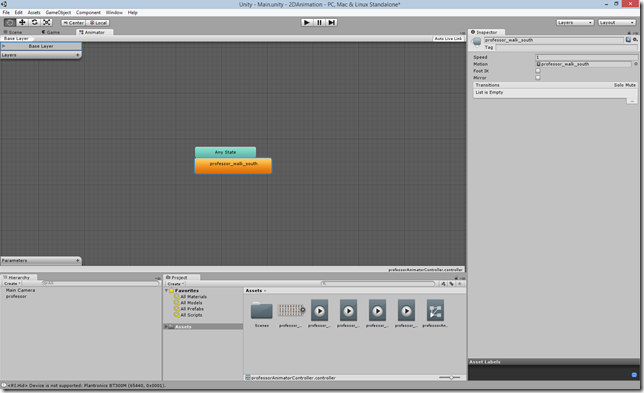 Unity - Main.unity - 2DAnimation - PC, Mac & Linux Standalone*
File Edit Assets GameObject Component Window Help
Center Local
Layers Layout
Scene Game Animator
Base Layer Auto Live Link
Base Layer
Layers
Any State
professor_walk_south
Parameters
professorAnimatorController.controller
Inspector
professor_walk_south
Tag
Speed 1
Motion professor_walk_south
Foot IK
Mirror
Transitions Solo Mute
List is Empty
Asset Labels
Hierarchy
Create All
Main Camera
professor
Project
Create
Favorites
All Materials
All Models
All Prefabs
All Scripts
Assets
Assets
Scenes professor_... professor_... professor_... professor_... professor_... professorAn...
professorAnimatorController.controller
<RI.Hid> Device is not supported: Plantronics BT300M (65440, 0x0001).